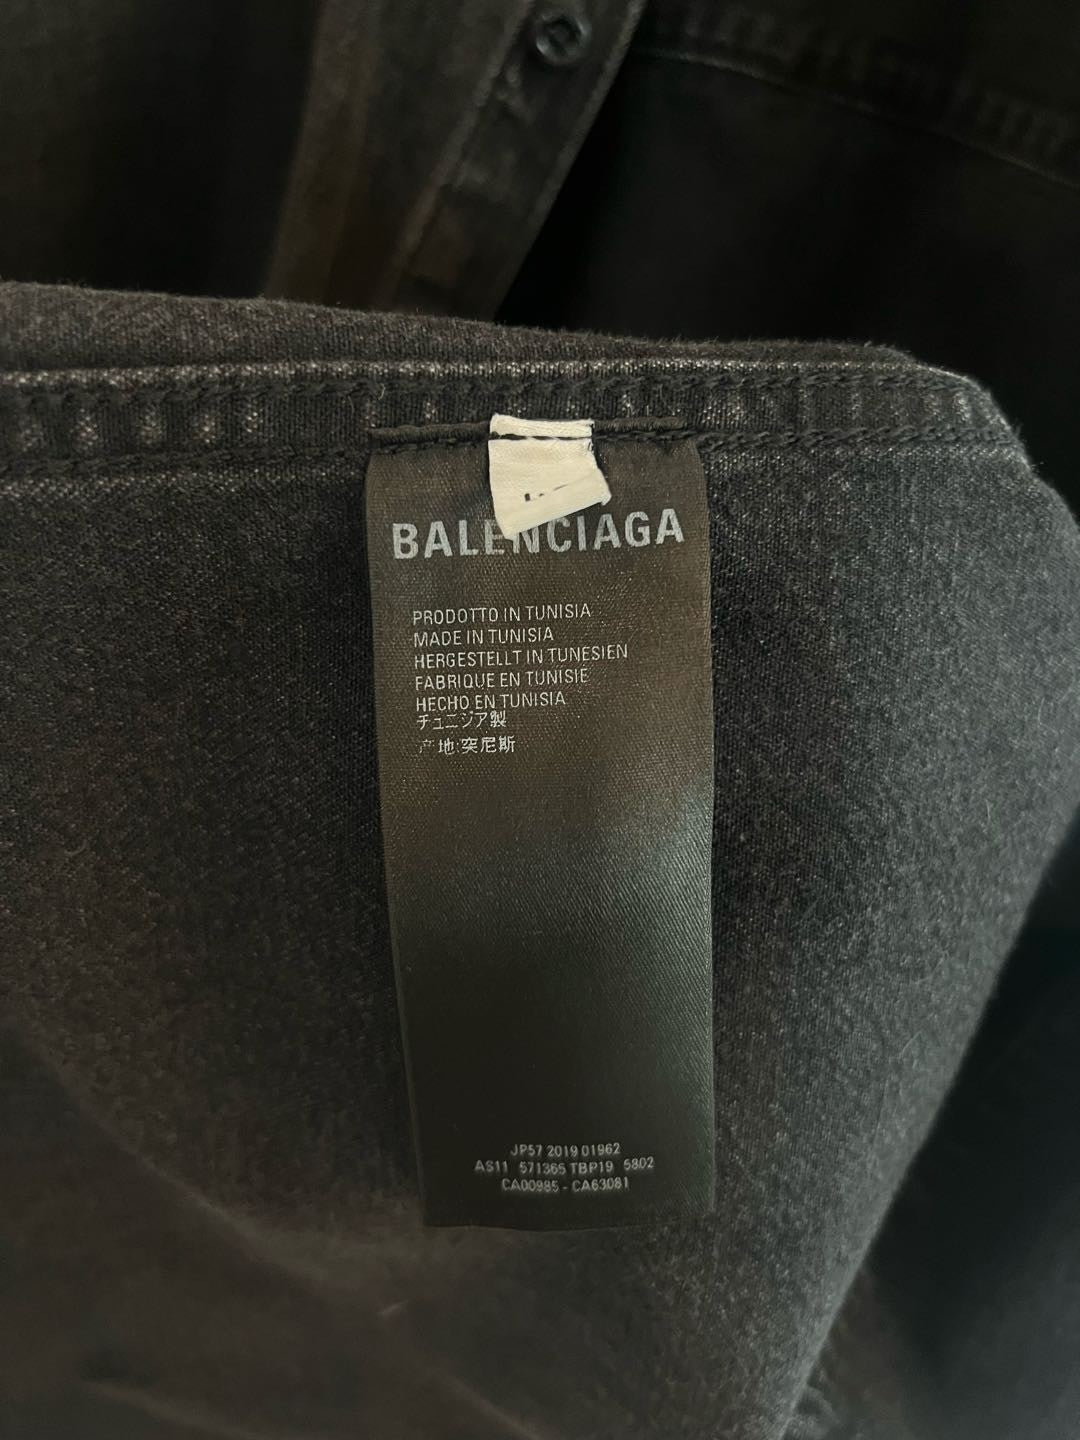 BALENCIAGA
PRODOTTO IN TUNISIA
MADE IN TUNISIA
HERGESTELLT IN TUNESIEN
FABRIQUE EN TUNISIE
HECHO EN TUNISIA
チュニジア製
产地:突尼斯
JP57 2019 01962
AS11 571365 TBP19 5802
CA00985 - CA63081